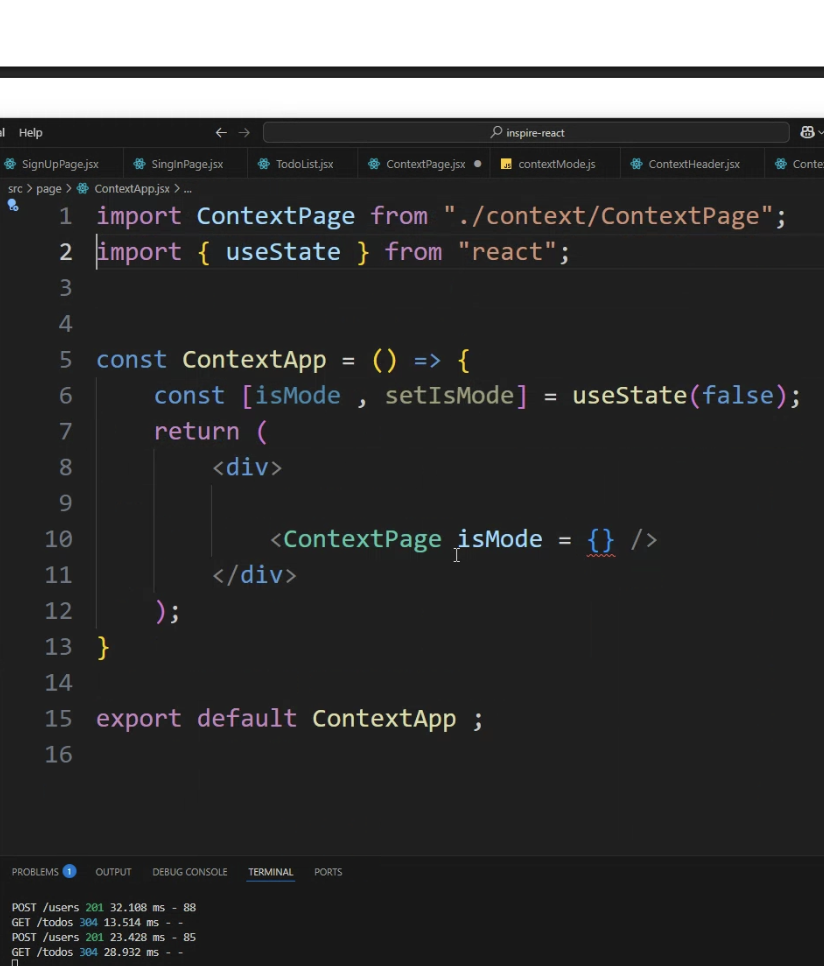 Help
inspire-react
SignUpPage.jsx SingInPage.jsx TodoList.jsx ContextPage.jsx contextMode.js ContextHeader.jsx Conte
src > page > ContextApp.jsx > ...
1 import ContextPage from "./context/ContextPage";
2 import { useState } from "react";
3
4
5 const ContextApp = () => {
6 const [isMode , setIsMode] = useState(false);
7 return (
8 <div>
9
10 <ContextPage isMode = {} />
11 </div>
12 );
13 }
14
15 export default ContextApp ;
16
PROBLEMS 1 OUTPUT DEBUG CONSOLE TERMINAL PORTS
POST /users 201 32.108 ms - 88
GET /todos 304 13.514 ms - -
POST /users 201 23.428 ms - 85
GET /todos 304 28.932 ms - -